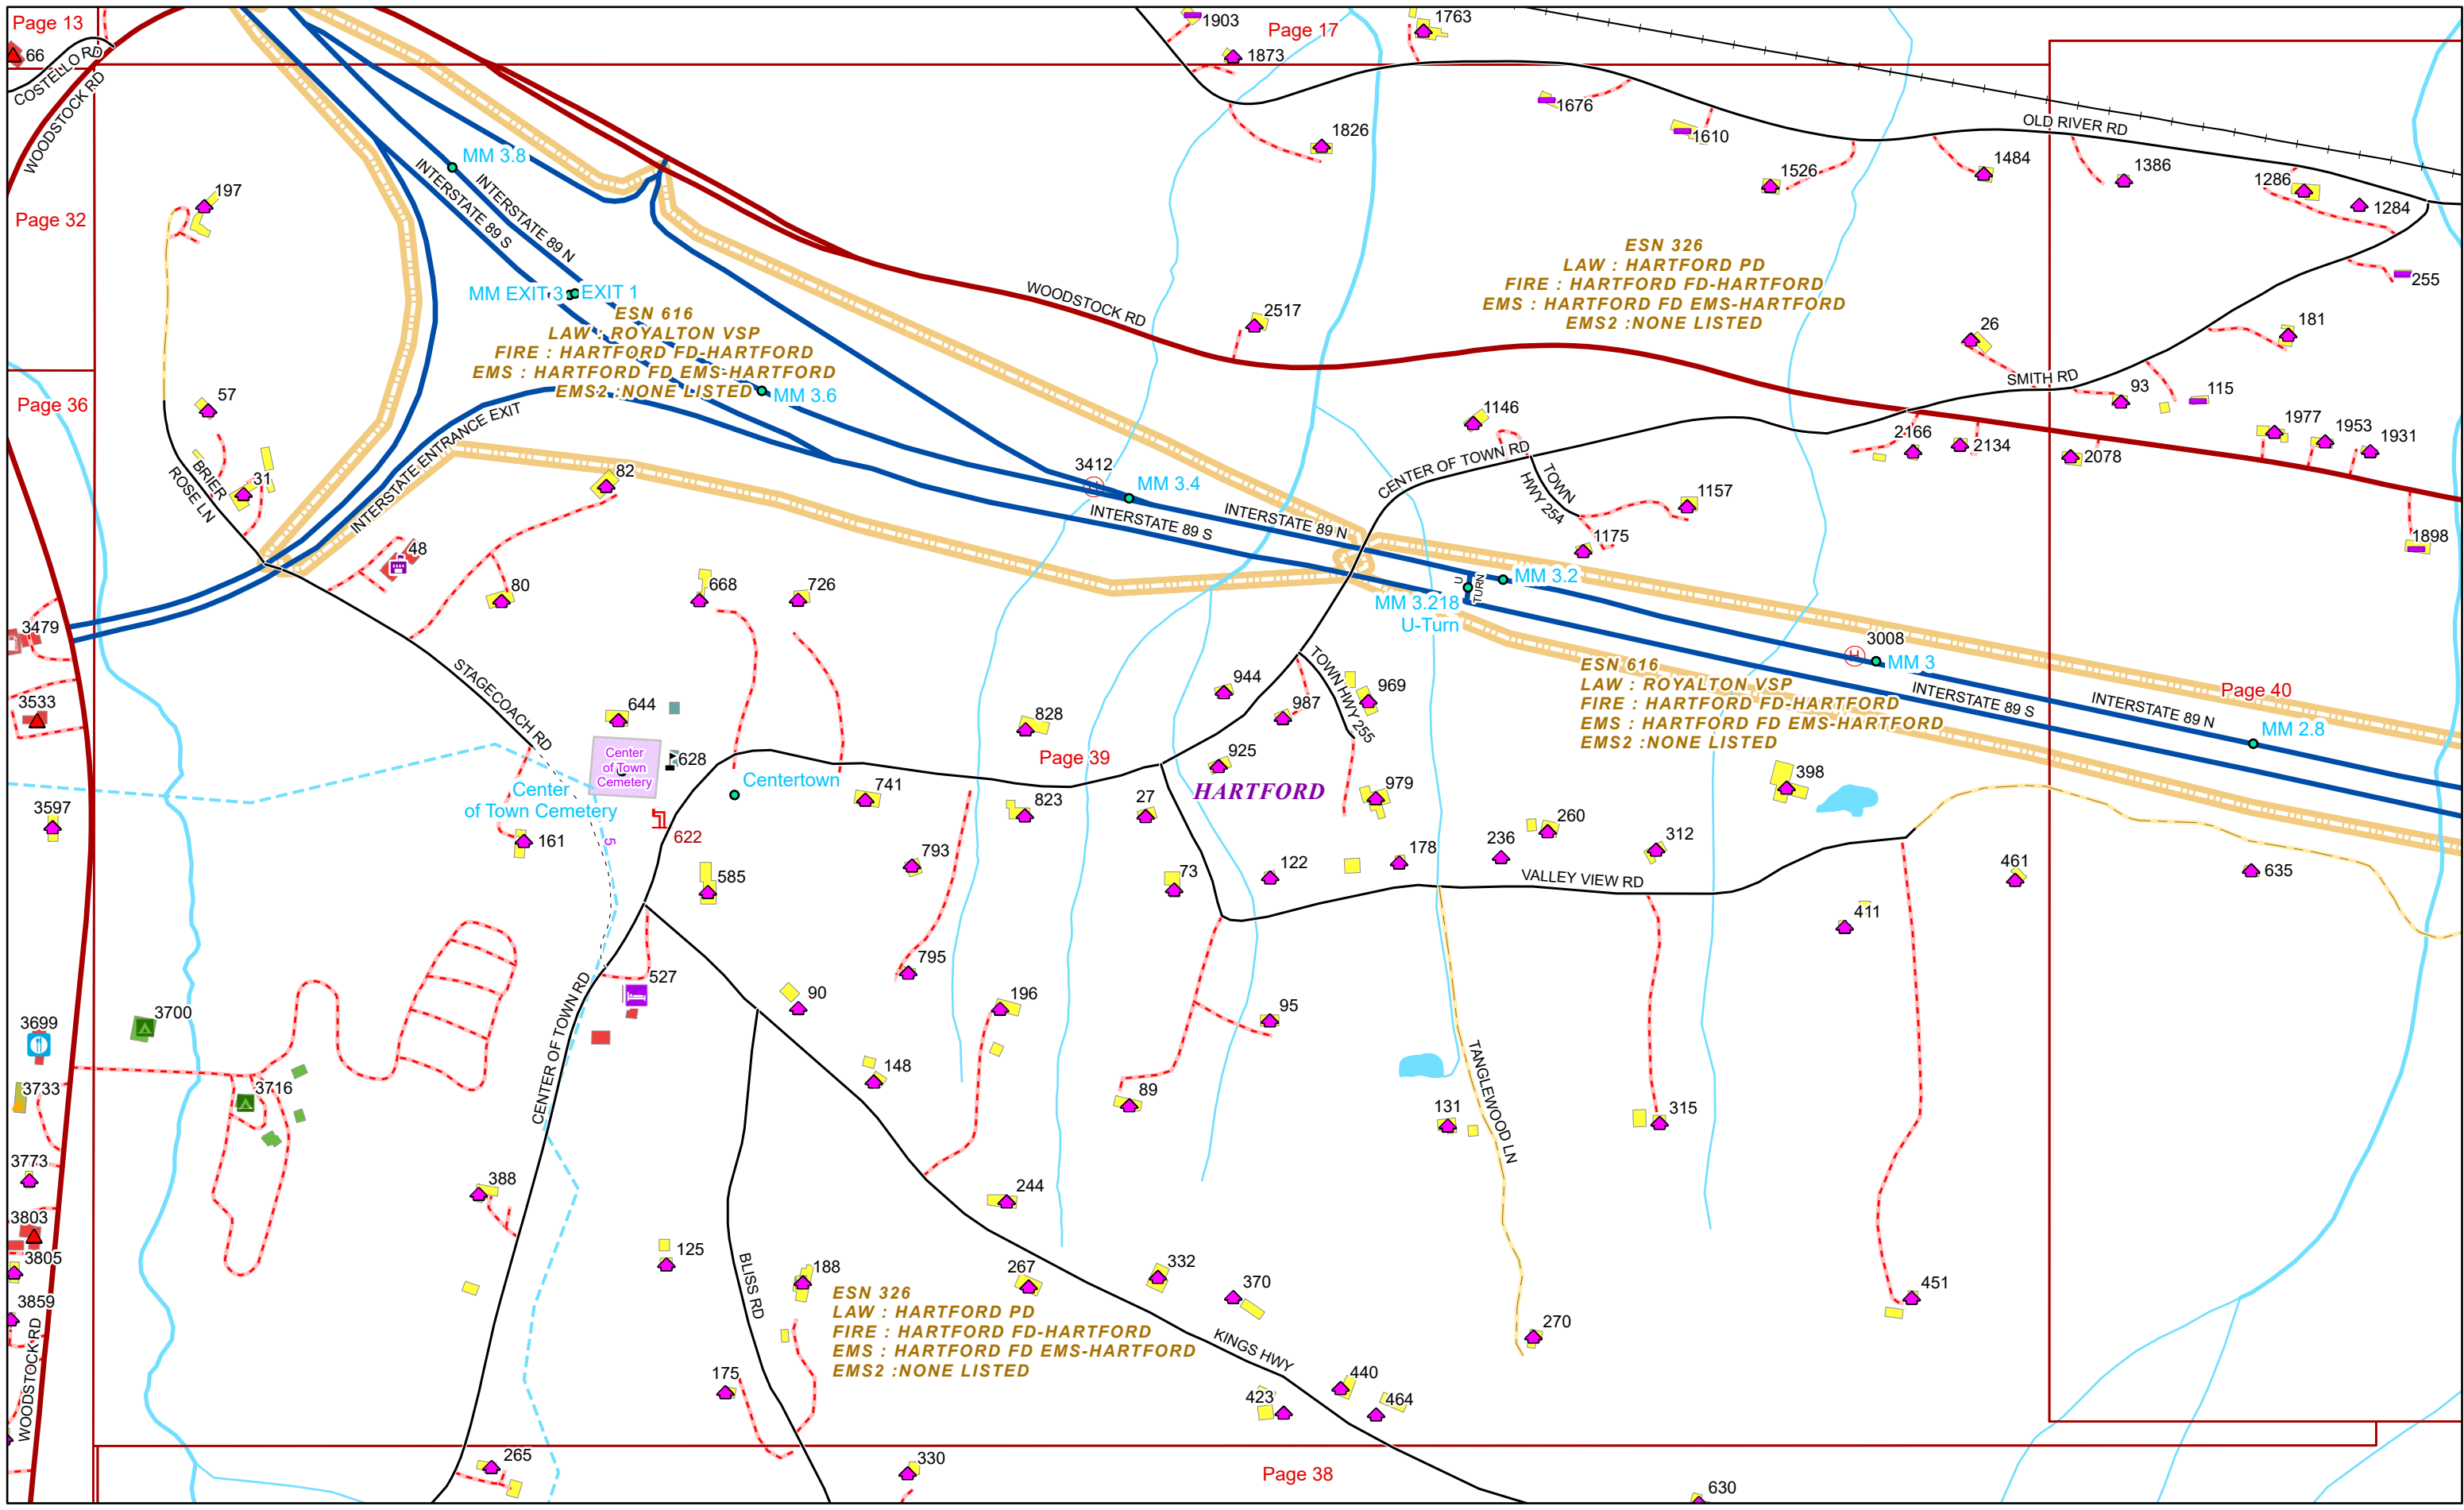 Page 13
66
COSTELLO RD
WOODSTOCK RD
Page 32
Page 36
197
57
31
BRIER
ROSE LN
MM 3.8
INTERSTATE 89 S
INTERSTATE 89 N
MM EXIT 3
EXIT 1
ESN 616
LAW : ROYALTON VSP
FIRE : HARTFORD FD-HARTFORD
EMS : HARTFORD FD EMS-HARTFORD
EMS2 :NONE LISTED
MM 3.6
INTERSTATE ENTRANCE EXIT
1903
1873
Page 17
1763
1826
1676
1610
1526
1484
1386
OLD RIVER RD
1286
1284
255
181
26
SMITH RD
93
115
ESN 326
LAW : HARTFORD PD
FIRE : HARTFORD FD-HARTFORD
EMS : HARTFORD FD EMS-HARTFORD
EMS2 :NONE LISTED
WOODSTOCK RD
2517
1146
2166
2134
2078
1977
1953
1931
1898
CENTER OF TOWN RD
TOWN
HWY 254
1157
1175
3412
MM 3.4
INTERSTATE 89 S
INTERSTATE 89 N
82
48
80
668
726
MM 3.2
U
TURN
MM 3.218
U-Turn
3008
H
MM 3
ESN 616
LAW : ROYALTON VSP
FIRE : HARTFORD FD-HARTFORD
EMS : HARTFORD FD EMS-HARTFORD
EMS2 :NONE LISTED
INTERSTATE 89 S
INTERSTATE 89 N
Page 40
MM 2.8
3479
3533
3597
STAGECOACH RD
644
Center
of Town
Cemetery
628
Center
of Town Cemetery
Centertown
622
5
161
585
741
828
823
Page 39
944
987
TOWN HWY 255
969
925
HARTFORD
979
27
73
793
795
122
178
236
260
312
398
VALLEY VIEW RD
461
635
411
527
CENTER OF TOWN RD
90
148
196
95
89
131
TANGLEWOOD LN
315
451
270
3699
3700
3716
3733
3773
3803
3805
3859
WOODSTOCK RD
388
125
BLISS RD
188
175
244
267
332
370
KINGS HWY
423
440
464
ESN 326
LAW : HARTFORD PD
FIRE : HARTFORD FD-HARTFORD
EMS : HARTFORD FD EMS-HARTFORD
EMS2 :NONE LISTED
265
330
Page 38
630